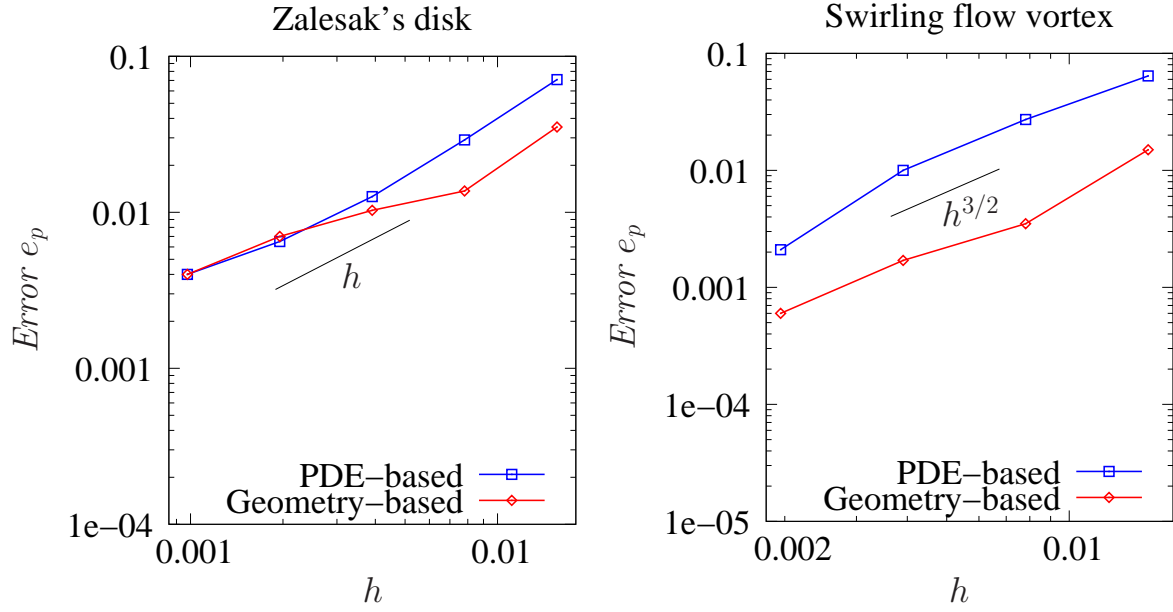 Zalesak's disk
0.1
0.01
0.001
1e−04
Error e_p
h
PDE−based
Geometry−based
0.001
0.01
h
Swirling flow vortex
0.1
0.01
0.001
1e−04
1e−05
Error e_p
h^{3/2}
PDE−based
Geometry−based
0.002
0.01
h